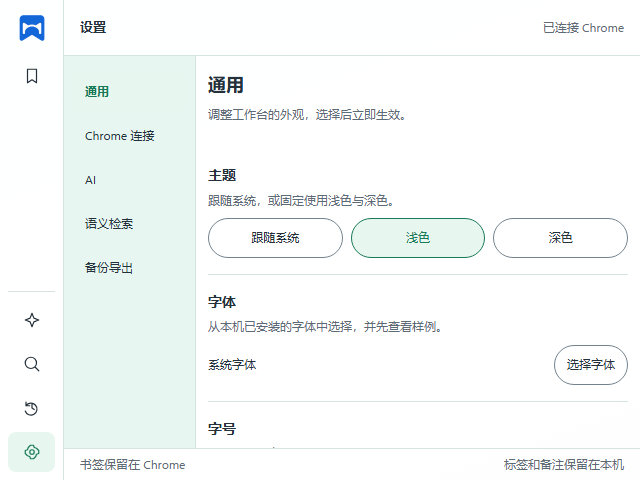 设置
已连接 Chrome
通用
Chrome 连接
AI
语义检索
备份导出
通用
调整工作台的外观，选择后立即生效。
主题
跟随系统，或固定使用浅色与深色。
跟随系统
浅色
深色
字体
从本机已安装的字体中选择，并先查看样例。
系统字体
选择字体
字号
书签保留在 Chrome
标签和备注保留在本机